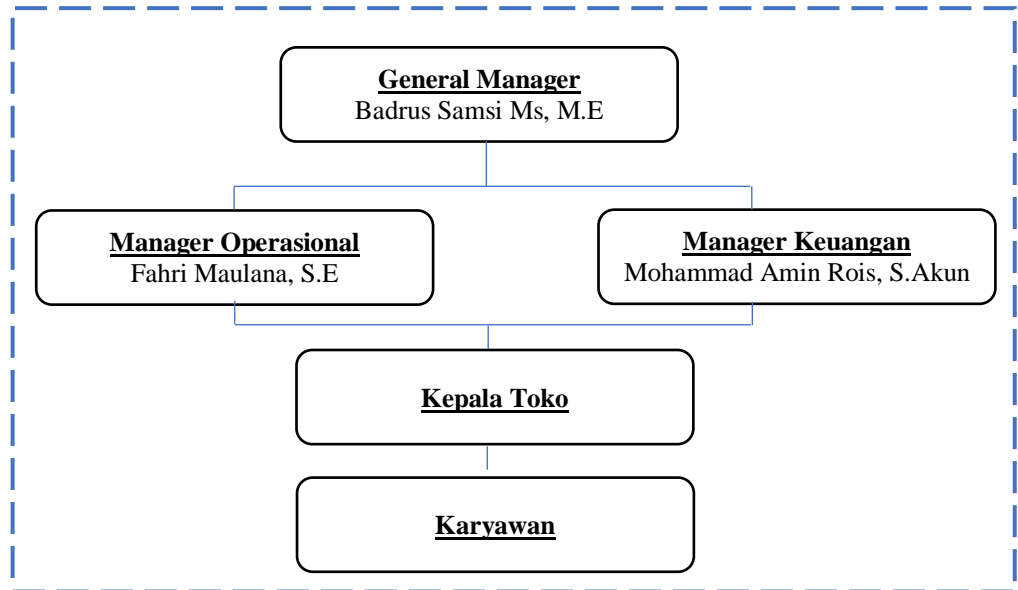 General Manager
Badrus Samsi Ms, M.E
Manager Operasional
Fahri Maulana, S.E
Manager Keuangan
Mohammad Amin Rois, S.Akun
Kepala Toko
Karyawan